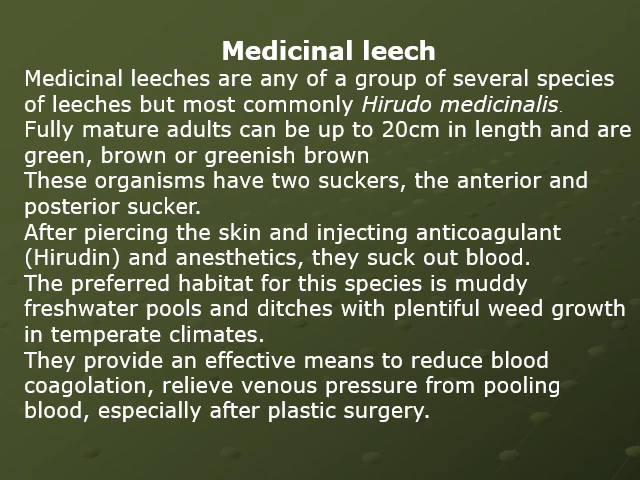 Medicinal leech
Medicinal leeches are any of a group of several species
of leeches but most commonly Hirudo medicinalis.
Fully mature adults can be up to 20cm in length and are
green, brown or greenish brown
These organisms have two suckers, the anterior and
posterior sucker.
After piercing the skin and injecting anticoagulant
(Hirudin) and anesthetics, they suck out blood.
The preferred habitat for this species is muddy
freshwater pools and ditches with plentiful weed growth
in temperate climates.
They provide an effective means to reduce blood
coagolation, relieve venous pressure from pooling
blood, especially after plastic surgery.